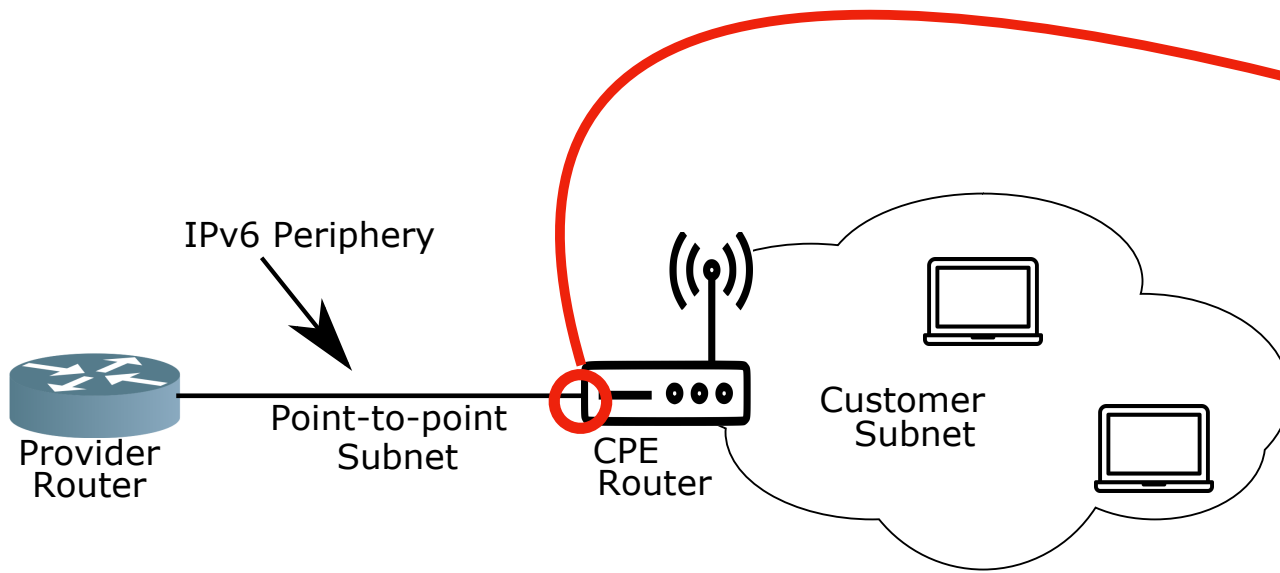 IPv6 Periphery
Provider
Router
Point-to-point
Subnet
CPE
Router
Customer
Subnet